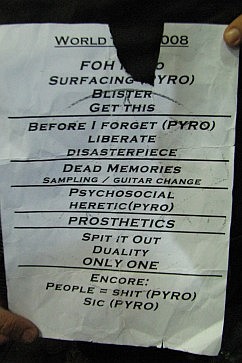 WORLD 008
FOH O
SURFACING (PYRO)
BLISTER
GET THIS
BEFORE I FORGET (PYRO)
LIBERATE
DISASTERPIECE
DEAD MEMORIES
SAMPLING / GUITAR CHANGE
PSYCHOSOCIAL
HERETIC(PYRO)
PROSTHETICS
SPIT IT OUT
DUALITY
ONLY ONE
ENCORE:
PEOPLE = SHIT (PYRO)
SIC (PYRO)